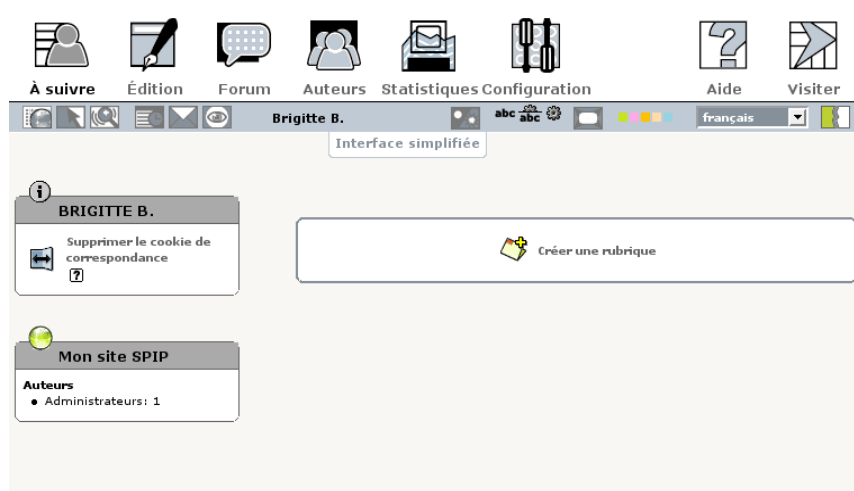 À suivre Édition Forum Auteurs Statistiques Configuration Aide Visiter
Brigitte B. abc abc abc français
Interface simplifiée
BRIGITTE B.
Supprimer le cookie de
correspondance
?
Créer une rubrique
Mon site SPIP
Auteurs
• Administrateurs: 1